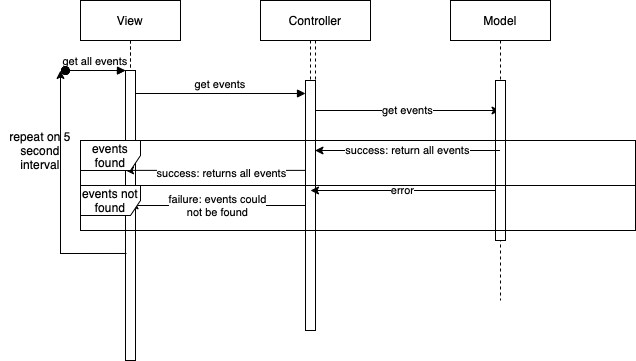 View
Controller
Model
get all events
get events
get events
repeat on 5
second
interval
events
found
success: return all events
success: returns all events
events not
found
error
failure: events could
not be found